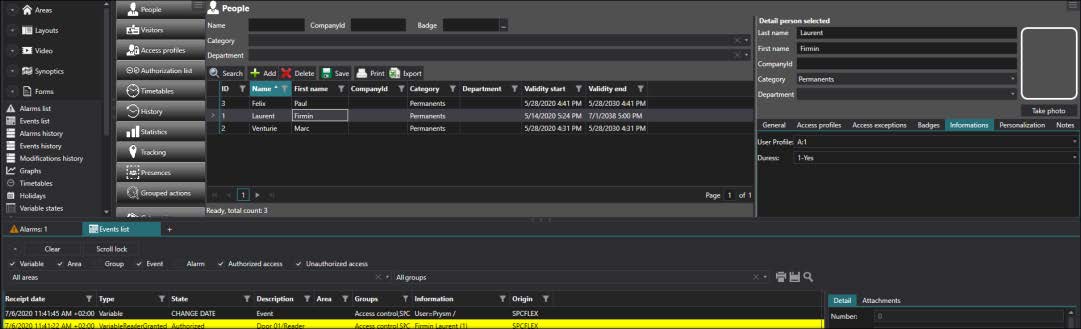 Areas
Layouts
Video
Synoptics
Forms
Alarms list
Events list
Alarms history
Events history
Modifications history
Graphs
Timetables
Holidays
Variable states
People
Visitors
Access profiles
Authorization list
Timetables
History
Statistics
Tracking
Presences
Grouped actions
People
Name CompanyId Badge ...
Category
Department
Search Add Delete Save Print Export
ID Name First name CompanyId Category Department Validity start Validity end
3 Felix Paul Permanents 5/28/2020 4:41 PM 5/28/2030 4:41 PM
1 Laurent Firmin Permanents 5/14/2020 5:24 PM 7/1/2038 5:00 PM
2 Venturie Marc Permanents 5/28/2020 4:31 PM 5/28/2030 4:31 PM
1 Page 1 of 1
Ready, total count: 3
Detail person selected
Last name Laurent
First name Firmin
CompanyId
Category Permanents
Department
Take photo
General Access profiles Access exceptions Badges Informations Personalization Notes
User Profile: A:1
Duress: 1-Yes
Alarms: 1 Events list +
Clear Scroll lock
Variable Area Group Event Alarm Authorized access Unauthorized access
All areas All groups
Receipt date Type State Description Area Groups Information Origin
7/6/2020 11:41:45 AM +02:00 Variable CHANGE DATE Event Access control,SPC User=Prysm / SPCFLEX
7/6/2020 11:41:22 AM +02:00 VariableReaderGranted Authorized Door 01/Reader Access control,SPC Firmin Laurent (1) SPCFLEX
Detail Attachments
Number: 0